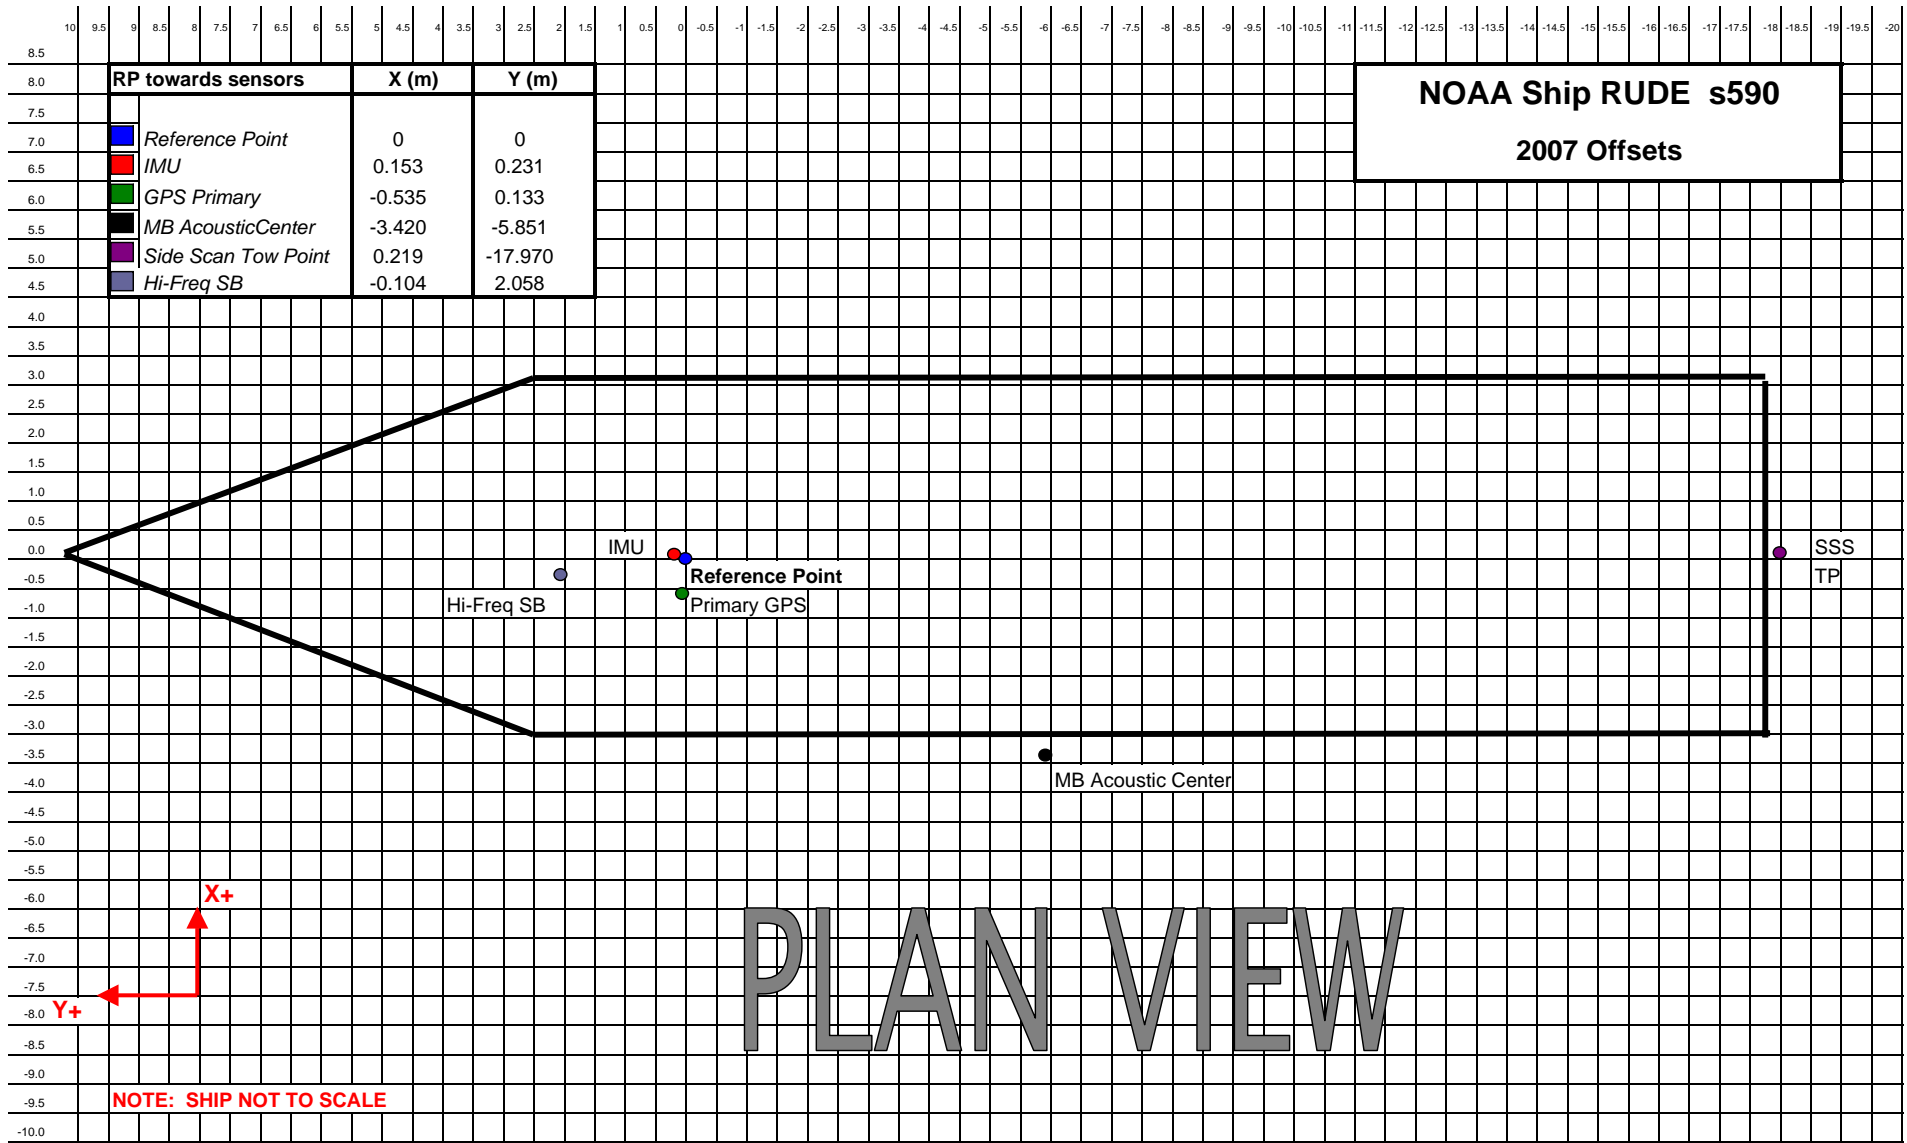 10 9.5 9 8.5 8 7.5 7 6.5 6 5.5 5 4.5 4 3.5 3 2.5 2 1.5 1 0.5 0 -0.5 -1 -1.5 -2 -2.5 -3 -3.5 -4 -4.5 -5 -5.5 -6 -6.5 -7 -7.5 -8 -8.5 -9 -9.5 -10 -10.5 -11 -11.5 -12 -12.5 -13 -13.5 -14 -14.5 -15 -15.5 -16 -16.5 -17 -17.5 -18 -18.5 -19 -19.5 -20
8.5
8.0
7.5
7.0
6.5
6.0
5.5
5.0
4.5
4.0
3.5
3.0
2.5
2.0
1.5
1.0
0.5
0.0
-0.5
-1.0
-1.5
-2.0
-2.5
-3.0
-3.5
-4.0
-4.5
-5.0
-5.5
-6.0
-6.5
-7.0
-7.5
-8.0
-8.5
-9.0
-9.5
-10.0
RP towards sensors X (m) Y (m)
Reference Point 0 0
IMU 0.153 0.231
GPS Primary -0.535 0.133
MB AcousticCenter -3.420 -5.851
Side Scan Tow Point 0.219 -17.970
Hi-Freq SB -0.104 2.058
NOAA Ship RUDE s590
2007 Offsets
IMU
Reference Point
Hi-Freq SB
Primary GPS
SSS
TP
MB Acoustic Center
X+
Y+
PLAN VIEW
NOTE: SHIP NOT TO SCALE